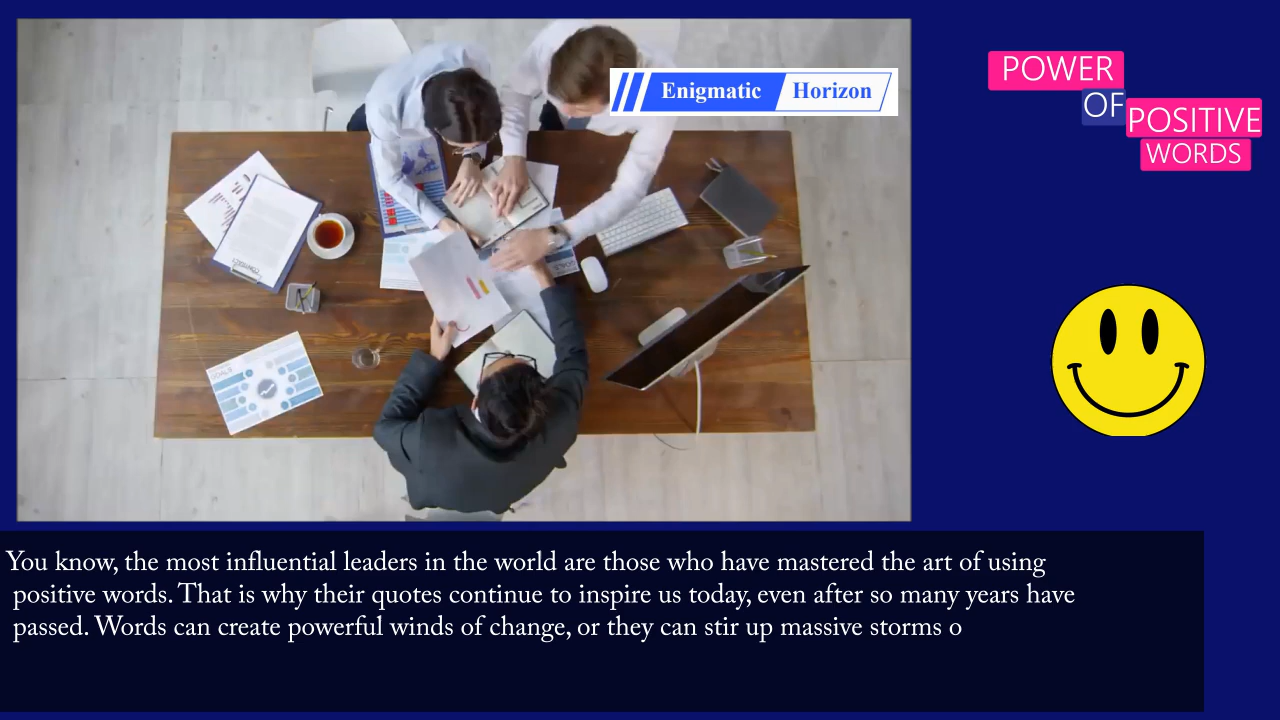 Enigmatic Horizon
POWER
OF
POSITIVE
WORDS
You know, the most influential leaders in the world are those who have mastered the art of using
positive words. That is why their quotes continue to inspire us today, even after so many years have
passed. Words can create powerful winds of change, or they can stir up massive storms o